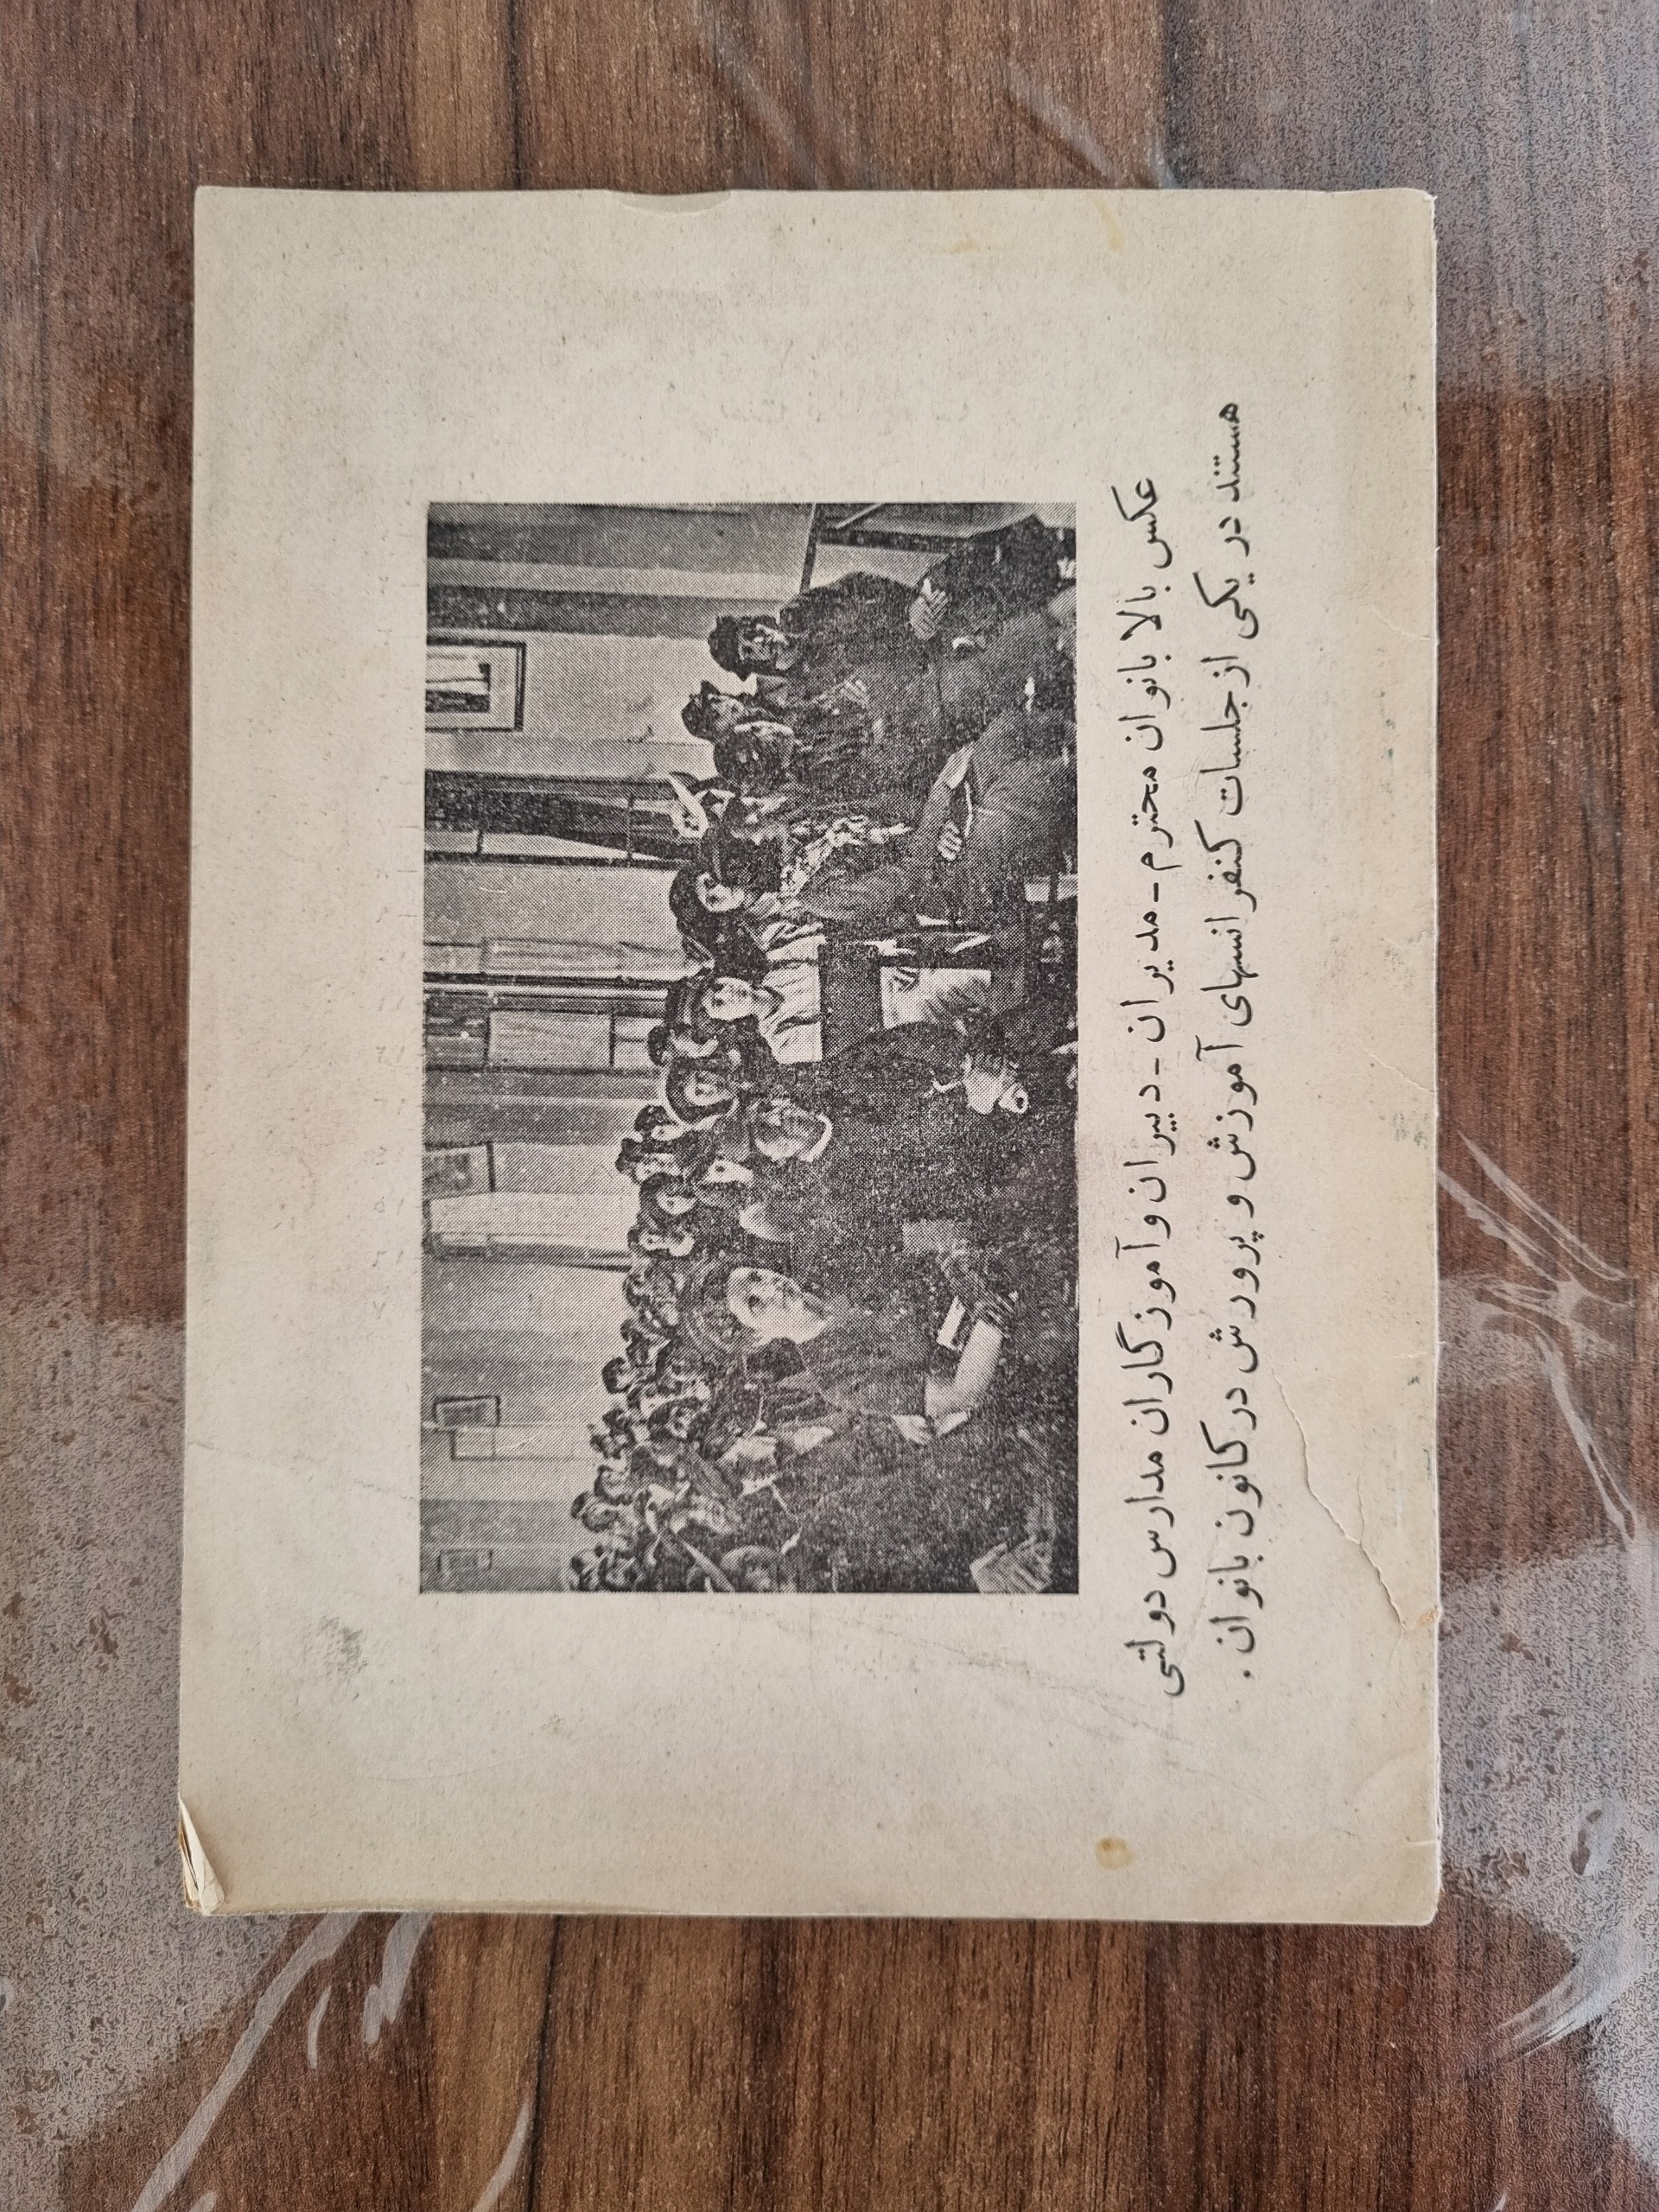 عکس بالا بانوان محترم - مدیران - دبیران و آموزگاران مدارس دولتی
هستند در یکی از جلسات کنفرانسهای آموزش و پرورش در کانون بانوان .